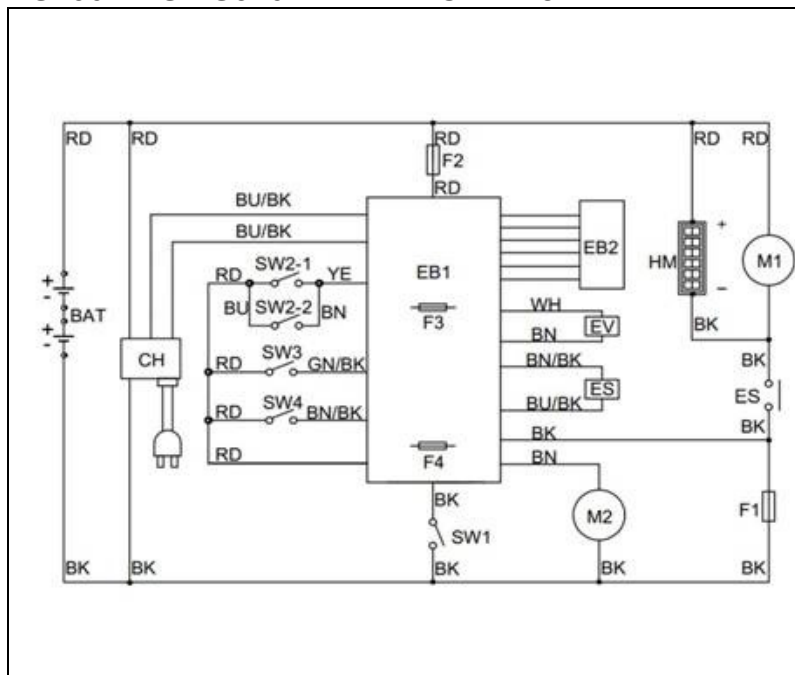 RD
RD
RD
RD
RD
F2
RD
BU/BK
BU/BK
RD
SW2-1
YE
EB1
EB2
HM
+
M1
BU
SW2-2
BN
F3
WH
EV
−
+
-
BAT
+
-
CH
RD
SW3
GN/BK
BN
BN/BK
ES
BK
BK
ES
RD
SW4
BN/BK
BU/BK
BK
BK
RD
F4
BN
BK
SW1
M2
F1
BK
BK
BK
BK
BK